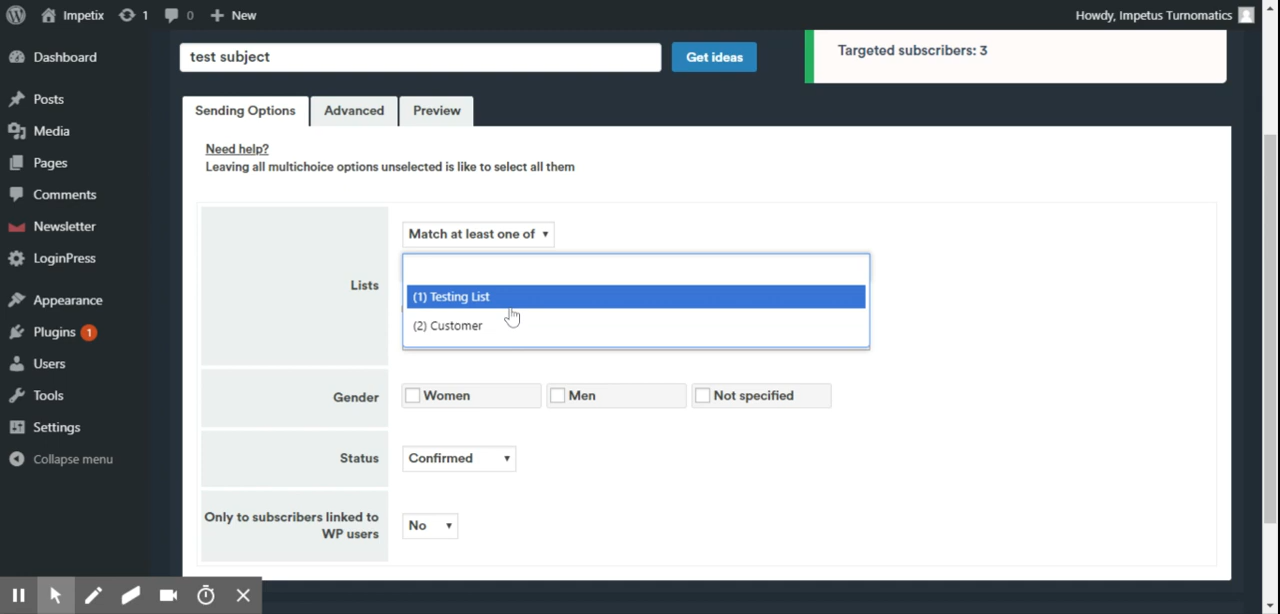 Impetix 1 0 New Howdy, Impetus Turnomatics
Dashboard
Posts
Media
Pages
Comments
Newsletter
LoginPress
Appearance
Plugins 1
Users
Tools
Settings
Collapse menu
test subject Get ideas Targeted subscribers: 3
Sending Options Advanced Preview
Need help?
Leaving all multichoice options unselected is like to select all them
Lists Match at least one of
(1) Testing List
(2) Customer
Gender Women Men Not specified
Status Confirmed
Only to subscribers linked to
WP users No